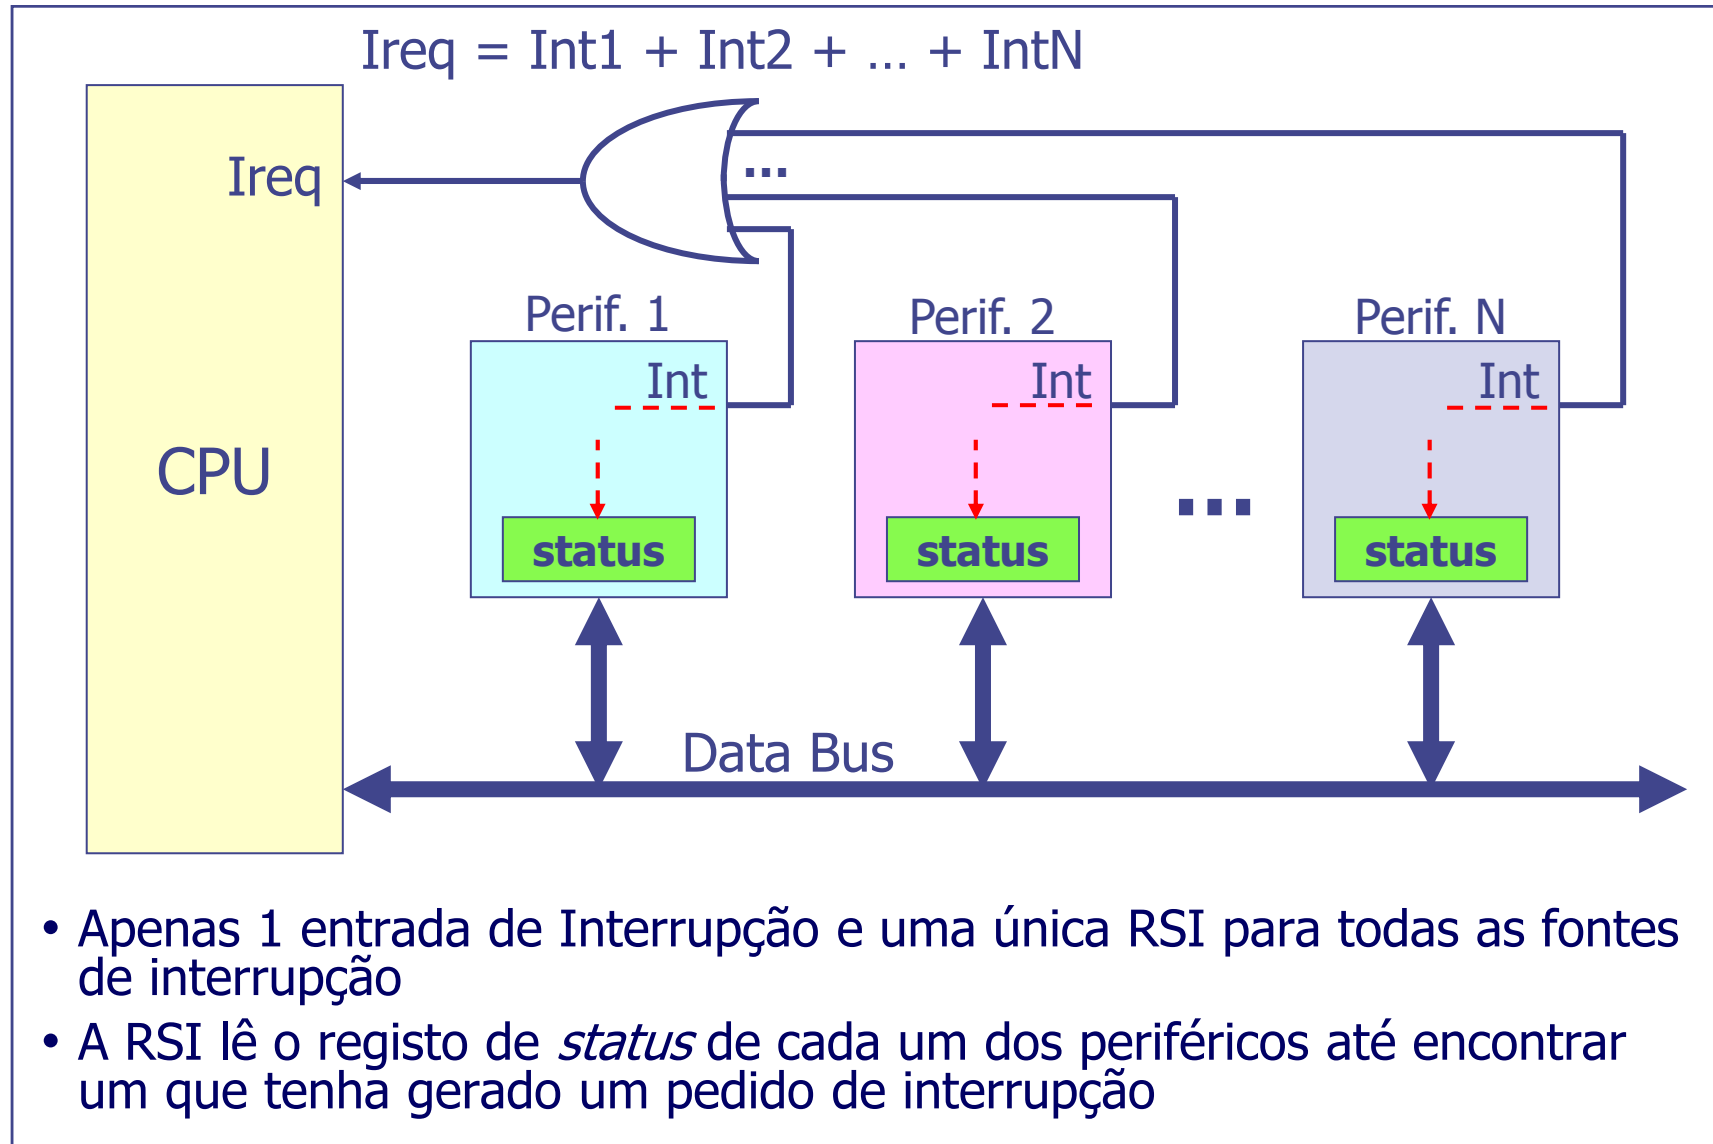 Ireq = Int1 + Int2 + … + IntN
Ireq
...
Perif. 1
Perif. 2
Perif. N
Int
Int
Int
CPU
...
status
status
status
Data Bus
• Apenas 1 entrada de Interrupção e uma única RSI para todas as fontes
de interrupção
• A RSI lê o registo de status de cada um dos periféricos até encontrar
um que tenha gerado um pedido de interrupção